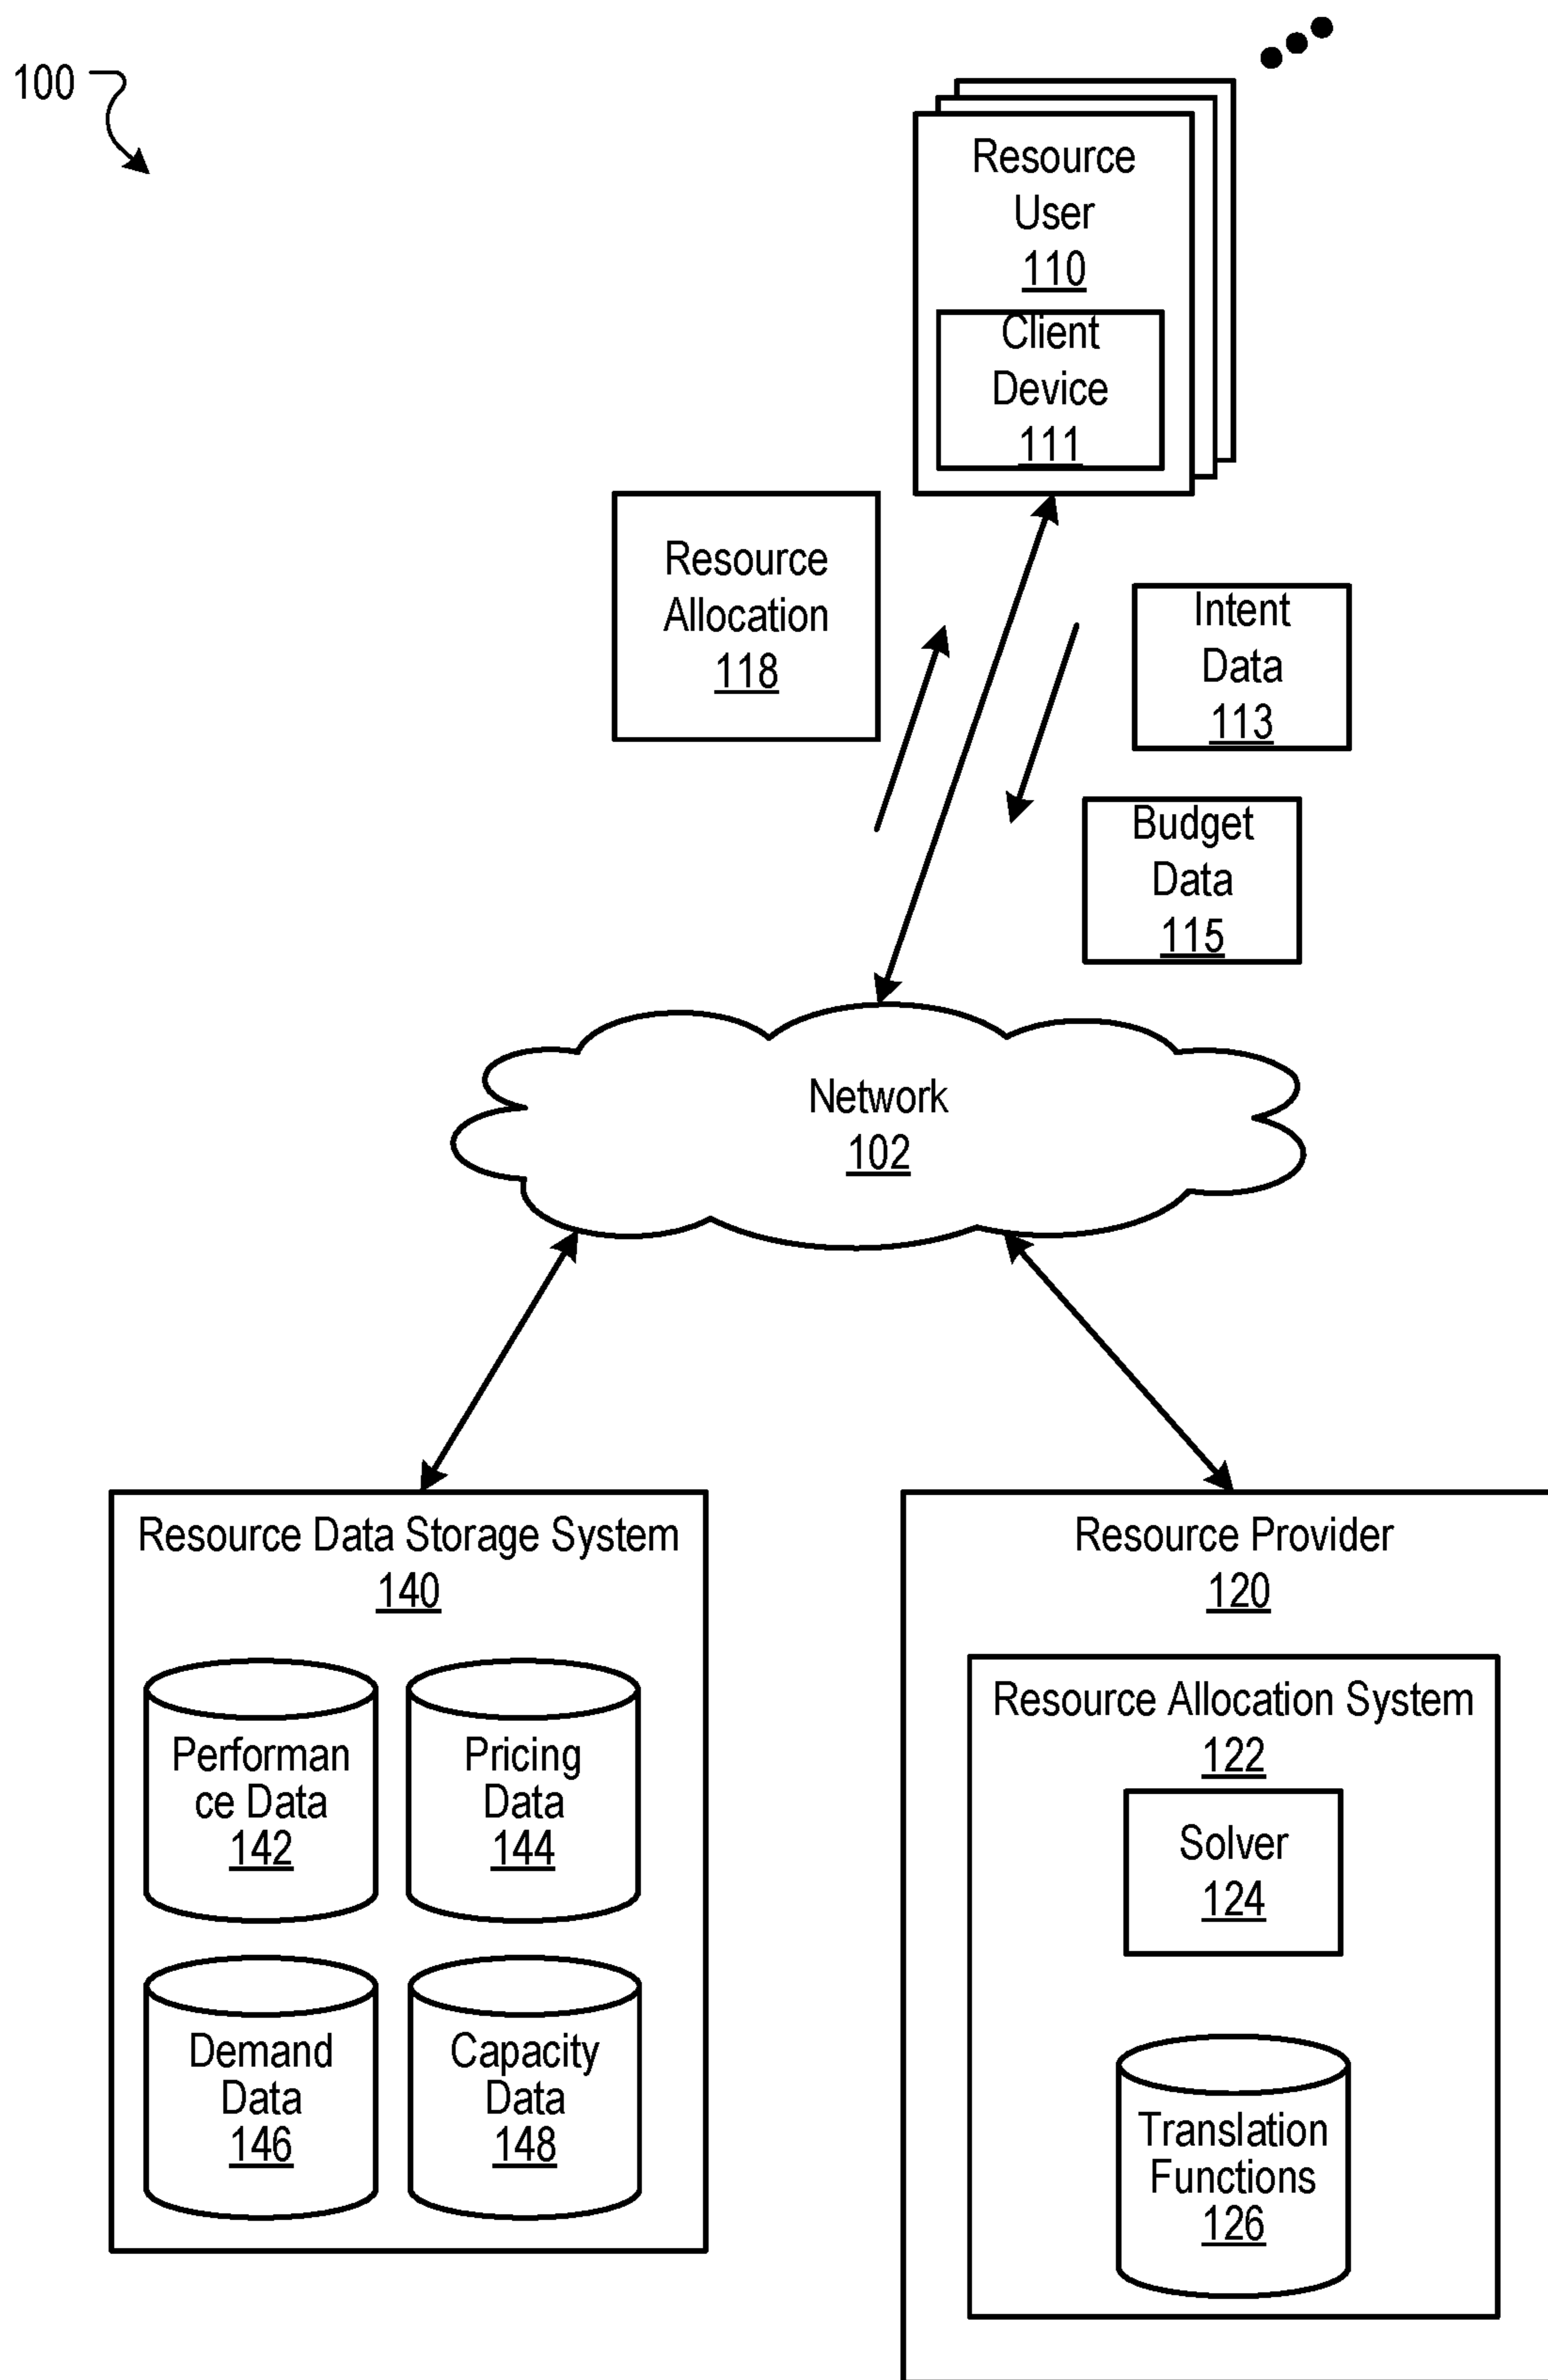 100
Resource
User
110
Client
Device
111
Resource
Allocation
118
Intent
Data
113
Budget
Data
115
Network
102
Resource Data Storage System
140
Performan
ce Data
142
Pricing
Data
144
Demand
Data
146
Capacity
Data
148
Resource Provider
120
Resource Allocation System
122
Solver
124
Translation
Functions
126